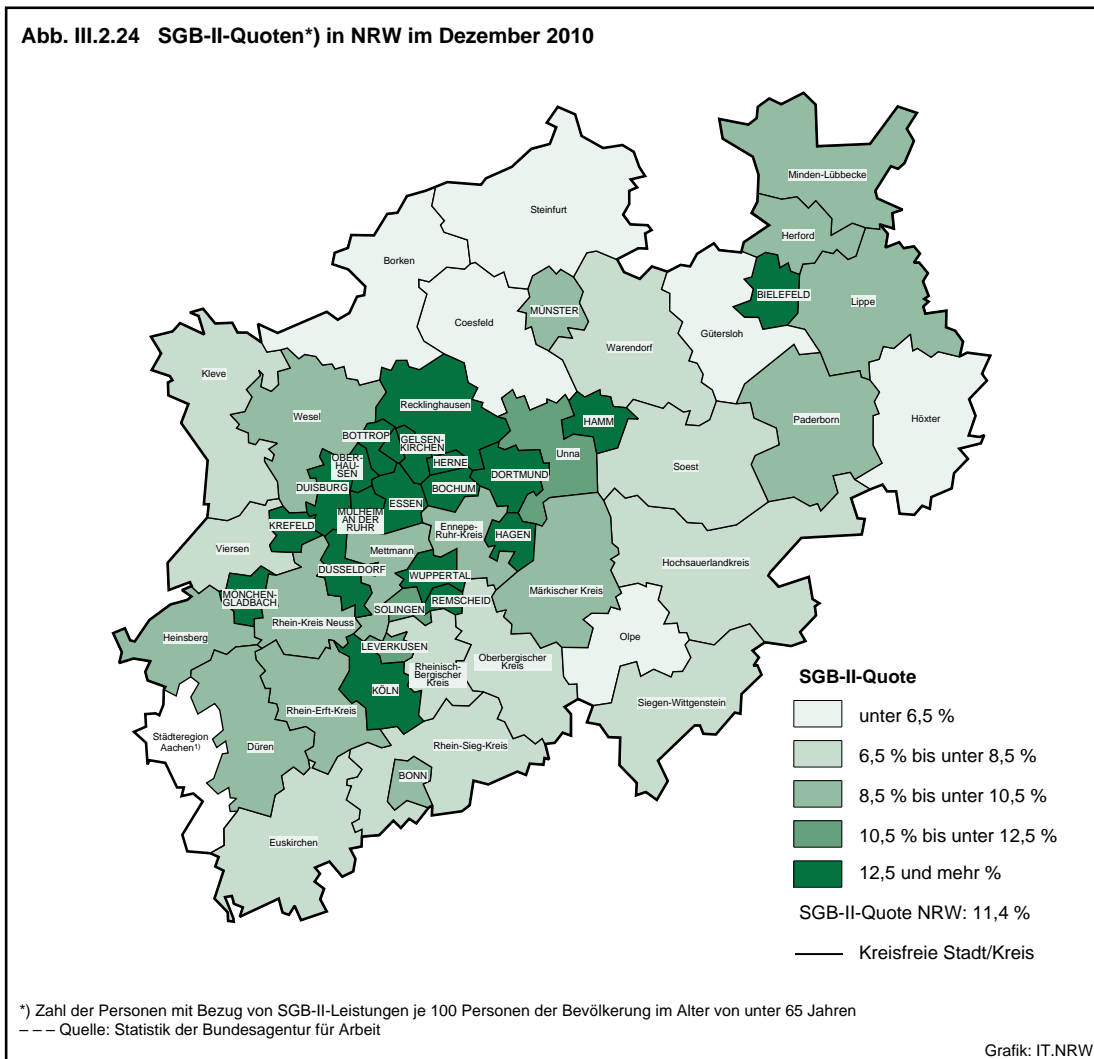 Abb. III.2.24 SGB-II-Quoten*) in NRW im Dezember 2010
Minden-Lübbecke
Steinfurt
Herford
Borken
BIELEFELD
Lippe
MÜNSTER
Coesfeld
Gütersloh
Warendorf
Kleve
Recklinghausen
Wesel
HAMM
Paderborn
Höxter
BOTTROP
GELSEN-
KIRCHEN
Unna
OBER-
HAU-
SEN
HERNE
Soest
DORTMUND
DUISBURG
BOCHUM
ESSEN
MÜLHEIM
AN DER
RUHR
KREFELD
Ennepe-
Ruhr-Kreis
HAGEN
Viersen
Mettmann
Hochsauerlandkreis
DÜSSELDORF
WUPPERTAL
Märkischer Kreis
MÖNCHEN-
GLADBACH
REMSCHEID
SOLINGEN
Rhein-Kreis Neuss
Heinsberg
Olpe
LEVERKUSEN
Rheinisch-
Bergischer
Kreis
Oberbergischer
Kreis
KÖLN
Siegen-Wittgenstein
Rhein-Erft-Kreis
Städteregion
Aachen1)
Düren
Rhein-Sieg-Kreis
BONN
Euskirchen
SGB-II-Quote
unter 6,5 %
6,5 % bis unter 8,5 %
8,5 % bis unter 10,5 %
10,5 % bis unter 12,5 %
12,5 und mehr %
SGB-II-Quote NRW: 11,4 %
Kreisfreie Stadt/Kreis
*) Zahl der Personen mit Bezug von SGB-II-Leistungen je 100 Personen der Bevölkerung im Alter von unter 65 Jahren
– – – Quelle: Statistik der Bundesagentur für Arbeit
Grafik: IT.NRW